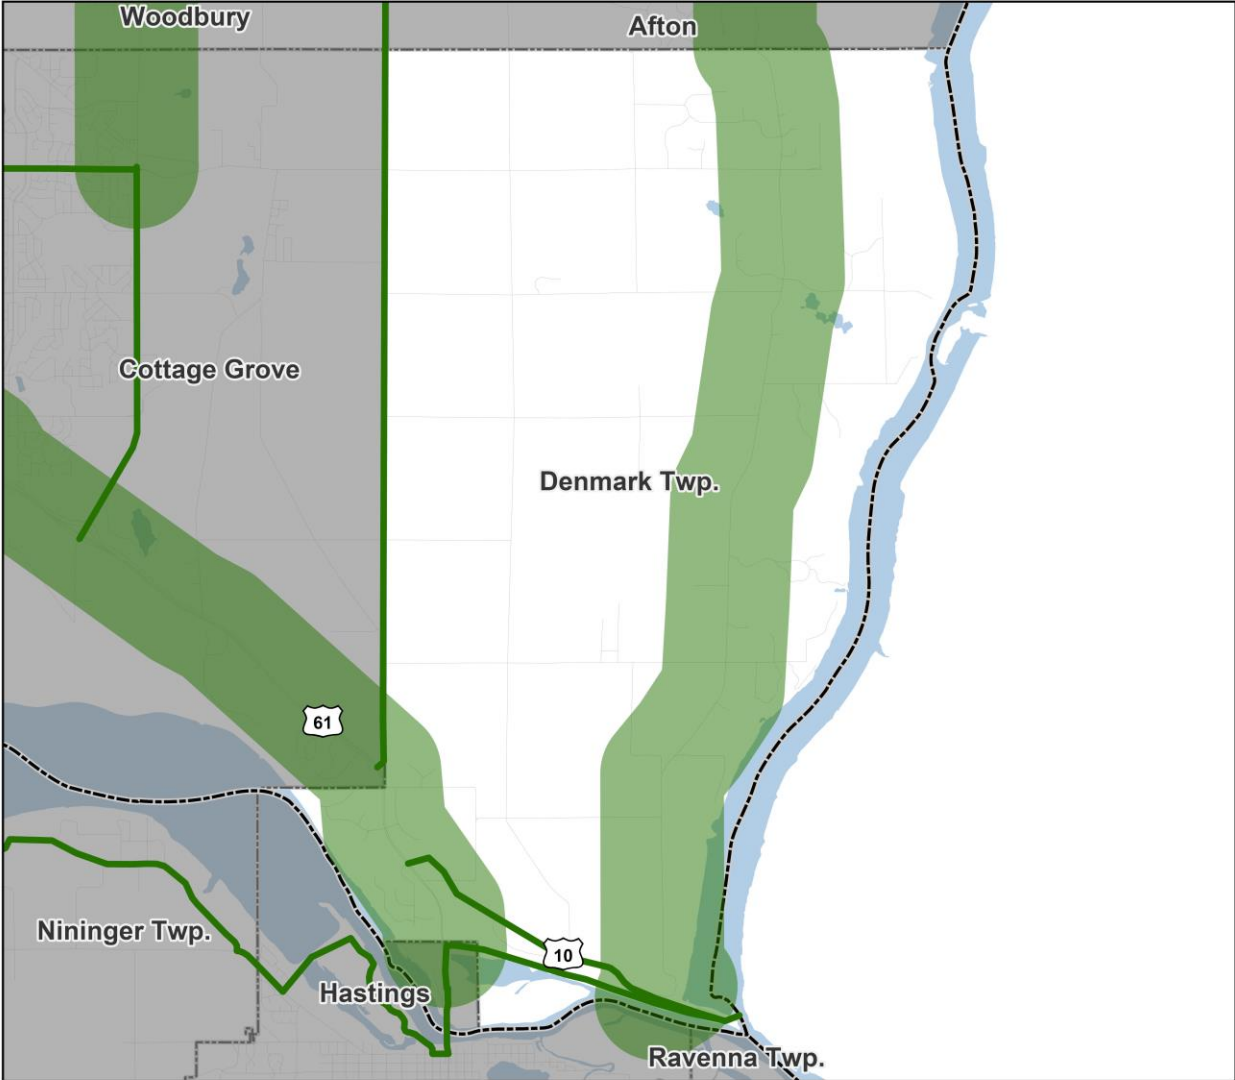 Woodbury
Afton
Cottage Grove
Denmark Twp.
61
Nininger Twp.
10
Hastings
Ravenna Twp.